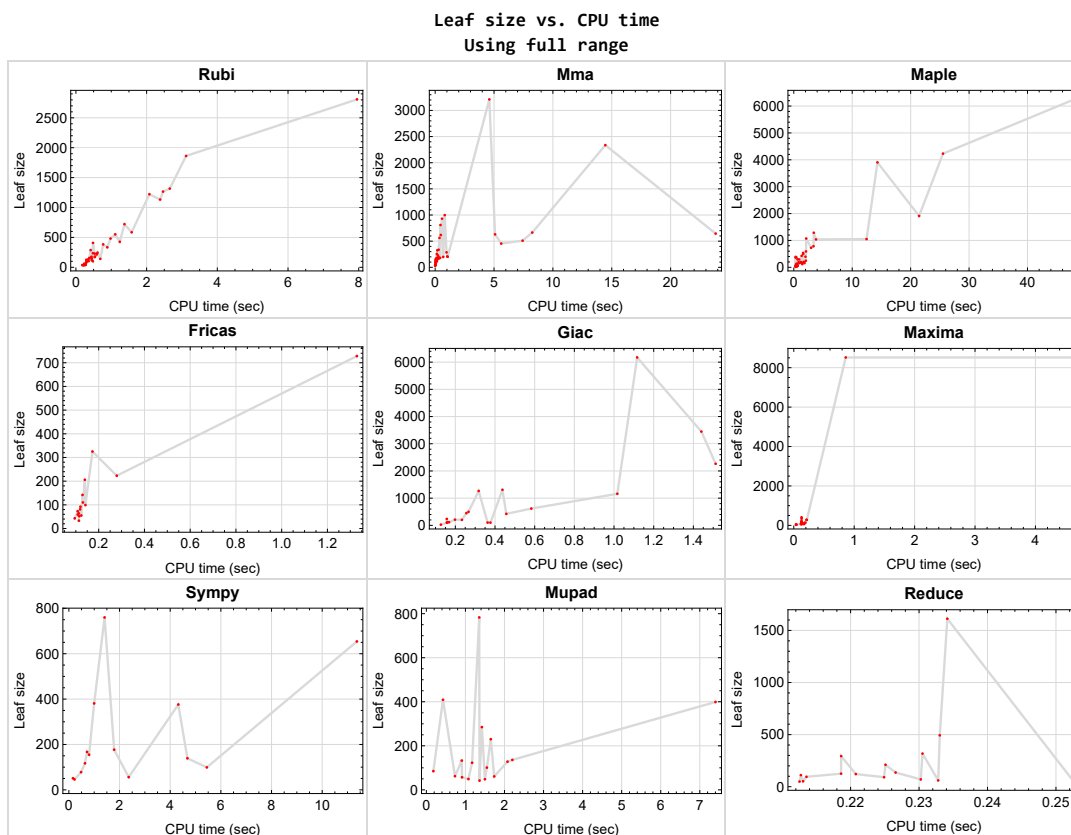 Leaf size vs. CPU time
Using full range
Rubi
Leaf size
2500
2000
1500
1000
500
0
0 2 4 6 8
CPU time (sec)
Mma
Leaf size
3000
2500
2000
1500
1000
500
0
0 5 10 15 20
CPU time (sec)
Maple
Leaf size
6000
4000
2000
0
0 10 20 30 40
CPU time (sec)
Fricas
Leaf size
700
600
500
400
300
200
100
0
0.2 0.4 0.6 0.8 1.0 1.2
CPU time (sec)
Giac
Leaf size
6000
5000
4000
3000
2000
1000
0
0.2 0.4 0.6 0.8 1.0 1.2 1.4
CPU time (sec)
Maxima
Leaf size
8000
6000
4000
2000
0
0 1 2 3 4
CPU time (sec)
Sympy
Leaf size
800
600
400
200
0
0 2 4 6 8 10
CPU time (sec)
Mupad
Leaf size
800
600
400
200
0
0 1 2 3 4 5 6 7
CPU time (sec)
Reduce
Leaf size
1500
1000
500
0
0.22 0.23 0.24 0.25
CPU time (sec)